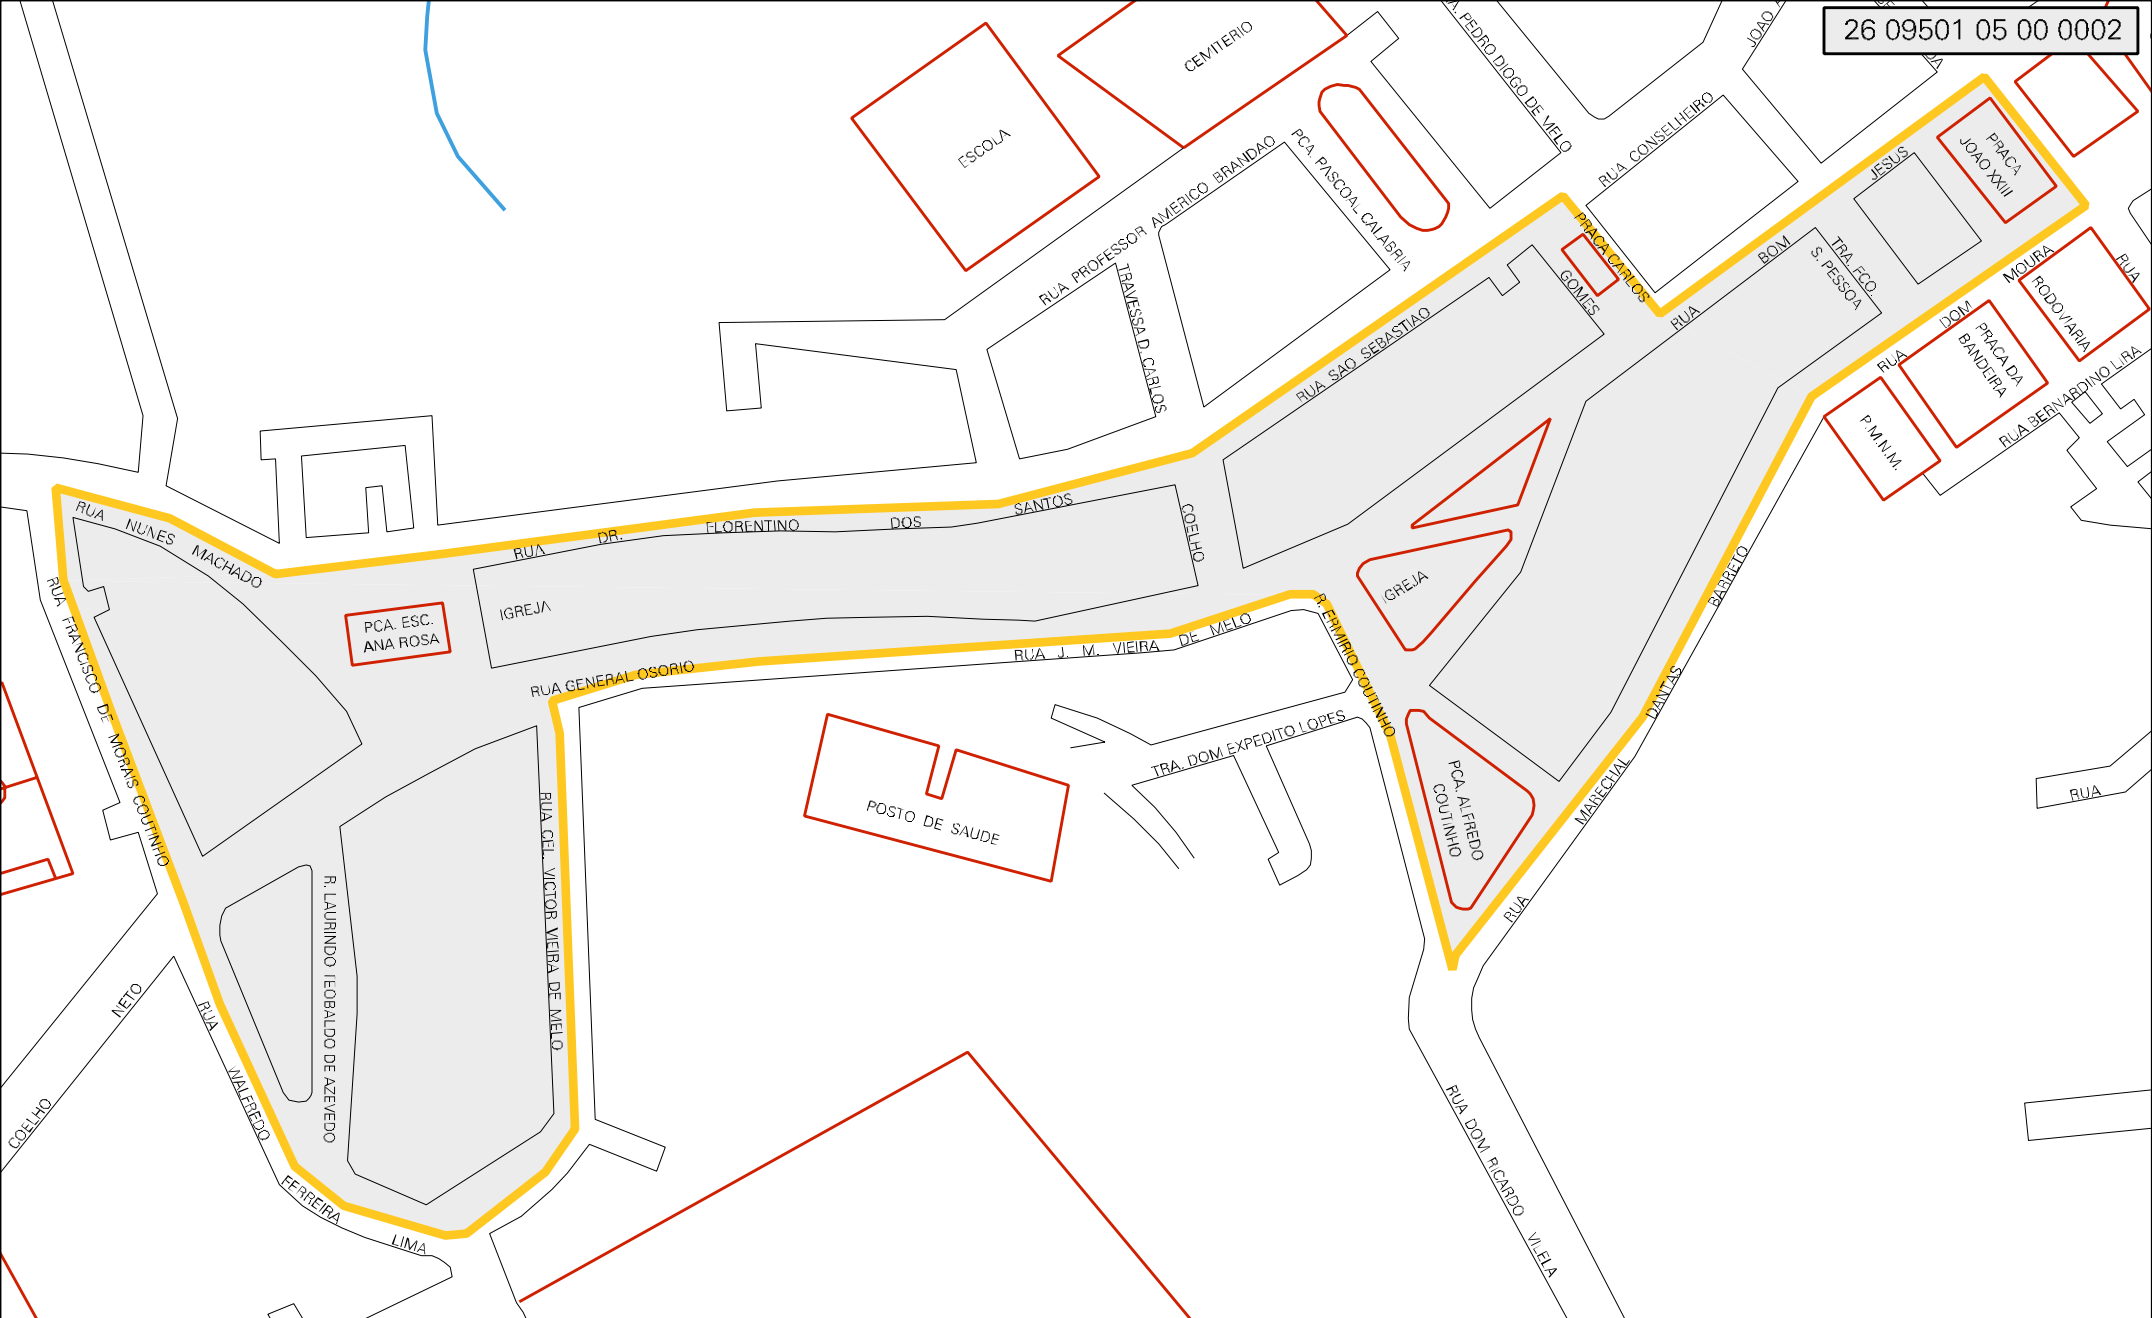 26 09501 05 00 0002
CEMITERIO
ESCOLA
PEDRO DIOGO DE MELO
JOAO
RUA CONSELHEIRO
PCA. PASCOAL CALABRIA
RUA PROFESSOR AMERICO BRANDAO
TRAVESSA D. CARLOS
PRACA
JOAO XXIII
RUA BOM JESUS
PRACA CARLOS
GOMES
TRA. FCO.
S. PESSOA
RUA DOM MOURA
RODOVIARIA
RUA
PRACA DA
BANDEIRA
RUA BERNARDINO LIRA
P.M.N.M.
RUA SAO SEBASTIAO
RUA NUNES MACHADO
RUA DR. FLORENTINO DOS SANTOS
COELHO
IGREJA
IGREJA
PCA. ESC.
ANA ROSA
RUA FRANCISCO DE MORAIS COUTINHO
RUA GENERAL OSORIO
RUA J. M. VIEIRA DE MELO
R. ERMIRIO COUTINHO
RUA MARECHAL DANTAS BARRETO
TRA. DOM EXPEDITO LOPES
PCA. ALFREDO
COUTINHO
POSTO DE SAUDE
RUA CEL. VICTOR VIEIRA DE MELO
R. LAURINDO TEOBALDO DE AZEVEDO
RUA
COELHO NETO
RUA WALFREDO FERREIRA LIMA
RUA DOM RICARDO VILELA